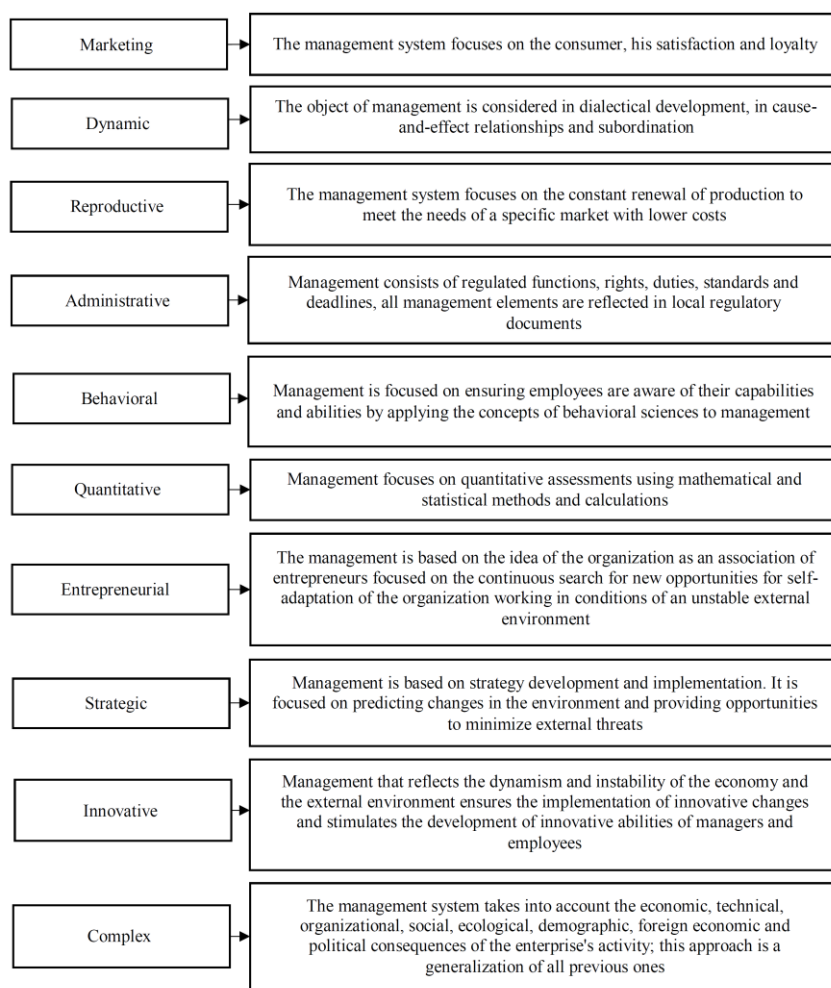 Marketing
The management system focuses on the consumer, his satisfaction and loyalty
Dynamic
The object of management is considered in dialectical development, in cause-
and-effect relationships and subordination
Reproductive
The management system focuses on the constant renewal of production to
meet the needs of a specific market with lower costs
Administrative
Management consists of regulated functions, rights, duties, standards and
deadlines, all management elements are reflected in local regulatory
documents
Behavioral
Management is focused on ensuring employees are aware of their capabilities
and abilities by applying the concepts of behavioral sciences to management
Quantitative
Management focuses on quantitative assessments using mathematical and
statistical methods and calculations
Entrepreneurial
The management is based on the idea of the organization as an association of
entrepreneurs focused on the continuous search for new opportunities for self-
adaptation of the organization working in conditions of an unstable external
environment
Strategic
Management is based on strategy development and implementation. It is
focused on predicting changes in the environment and providing opportunities
to minimize external threats
Innovative
Management that reflects the dynamism and instability of the economy and
the external environment ensures the implementation of innovative changes
and stimulates the development of innovative abilities of managers and
employees
Complex
The management system takes into account the economic, technical,
organizational, social, ecological, demographic, foreign economic and
political consequences of the enterprise's activity; this approach is a
generalization of all previous ones